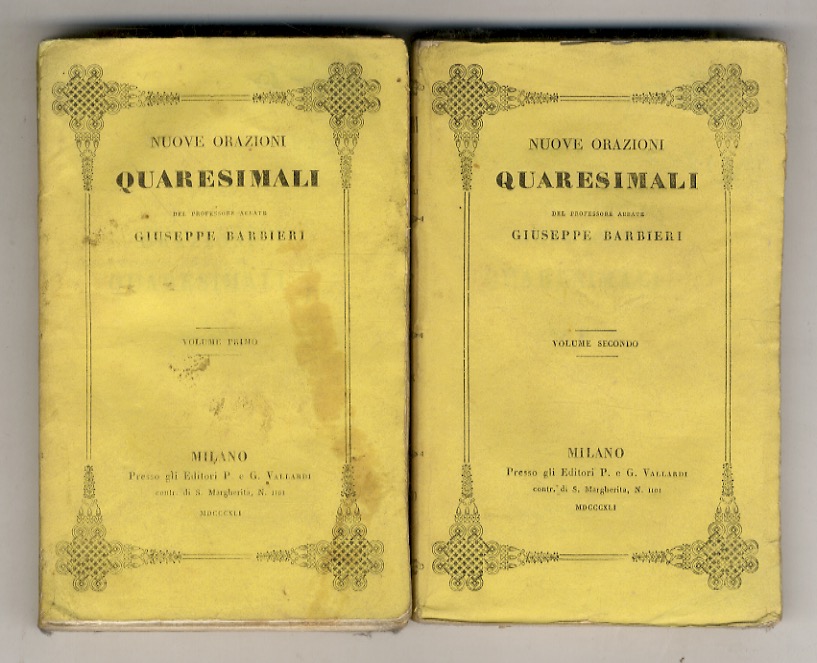 NUOVE ORAZIONI
QUARESIMALI
DEL PROFESSORE ABBATE
GIUSEPPE BARBIERI
VOLUME PRIMO
MILANO
Presso gli Editori P. e G. VALLARDI
contr. di S. Margherita, N. 1101
MDCCCXLI
NUOVE ORAZIONI
QUARESIMALI
DEL PROFESSORE ABBATE
GIUSEPPE BARBIERI
VOLUME SECONDO
MILANO
Presso gli Editori P. e G. VALLARDI
contr. di S. Margherita, N. 1101
MDCCCXLI